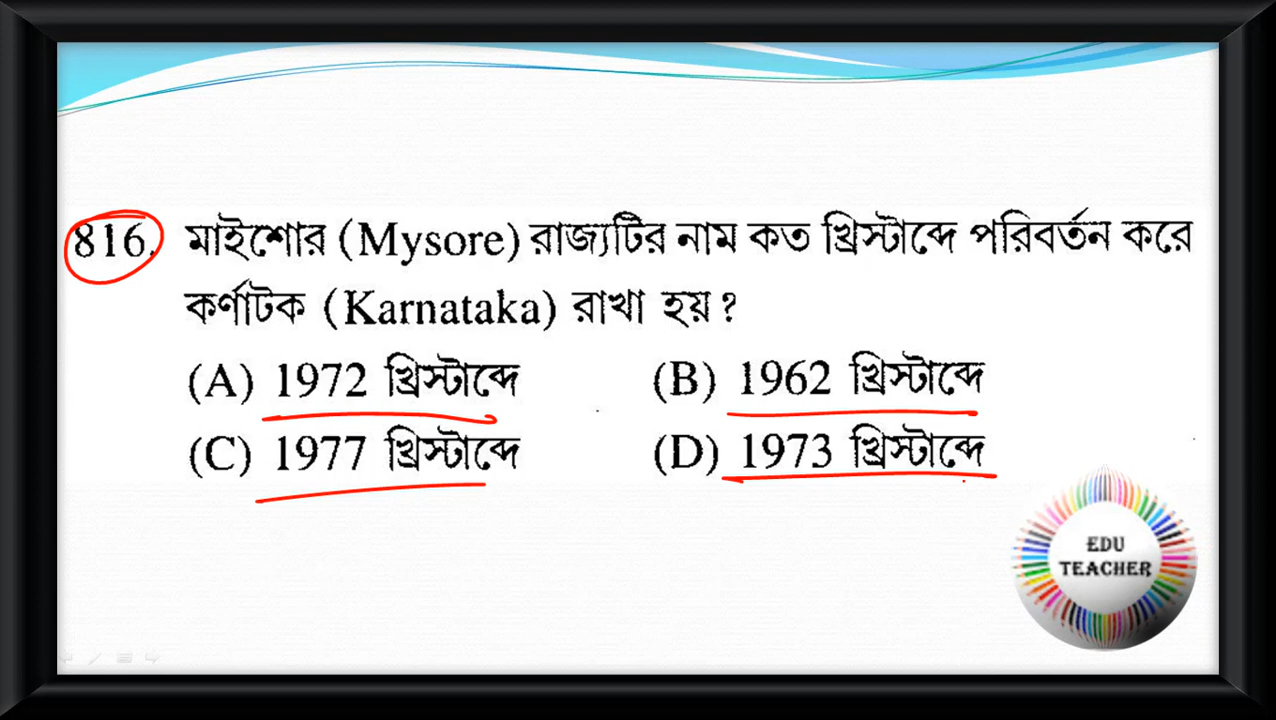 816. মাইশোর (Mysore) রাজ্যটির নাম কত খ্রিস্টাব্দে পরিবর্তন করে
কর্ণাটক (Karnataka) রাখা হয় ?
(A) 1972 খ্রিস্টাব্দে (B) 1962 খ্রিস্টাব্দে
(C) 1977 খ্রিস্টাব্দে (D) 1973 খ্রিস্টাব্দে
EDU
TEACHER